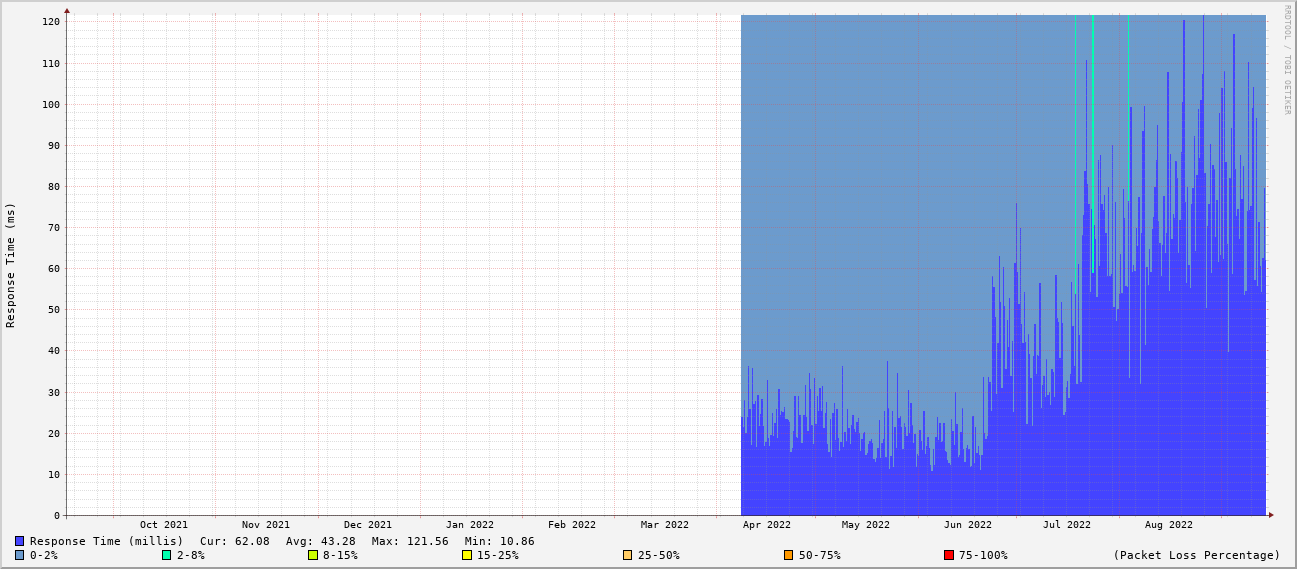 RRDTOOL / TOBI OETIKER
Response Time (ms)
120
110
100
90
80
70
60
50
40
30
20
10
0
Oct 2021 Nov 2021 Dec 2021 Jan 2022 Feb 2022 Mar 2022 Apr 2022 May 2022 Jun 2022 Jul 2022 Aug 2022
Response Time (millis) Cur: 62.08 Avg: 43.28 Max: 121.56 Min: 10.86
0-2% 2-8% 8-15% 15-25% 25-50% 50-75% 75-100% (Packet Loss Percentage)